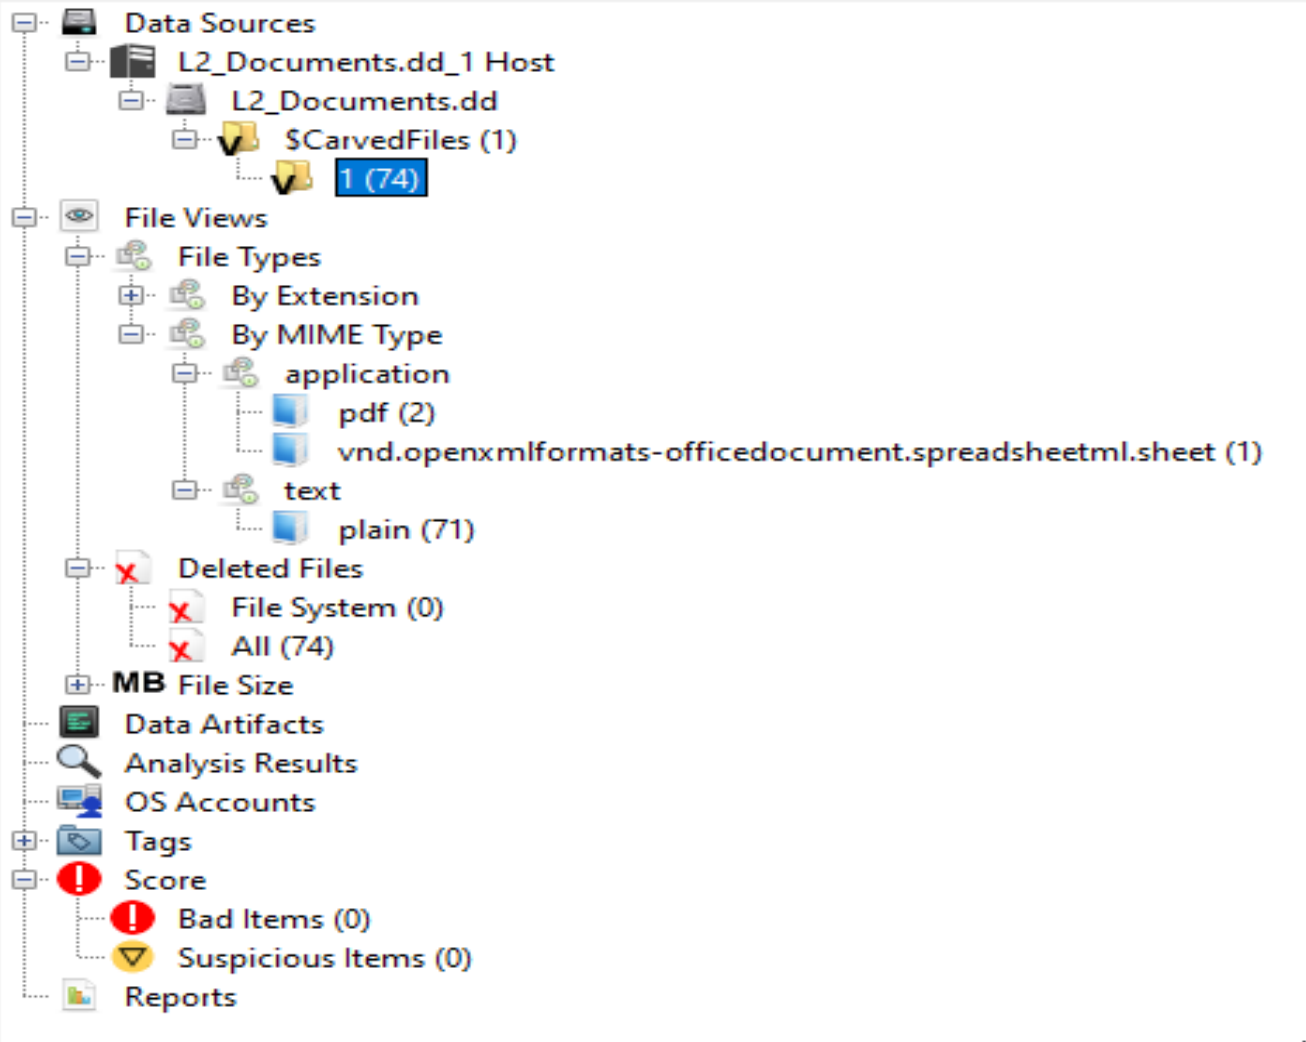 Data Sources
L2_Documents.dd_1 Host
L2_Documents.dd
$CarvedFiles (1)
1 (74)
File Views
File Types
By Extension
By MIME Type
application
pdf (2)
vnd.openxmlformats-officedocument.spreadsheetml.sheet (1)
text
plain (71)
Deleted Files
File System (0)
All (74)
MB File Size
Data Artifacts
Analysis Results
OS Accounts
Tags
Score
Bad Items (0)
Suspicious Items (0)
Reports